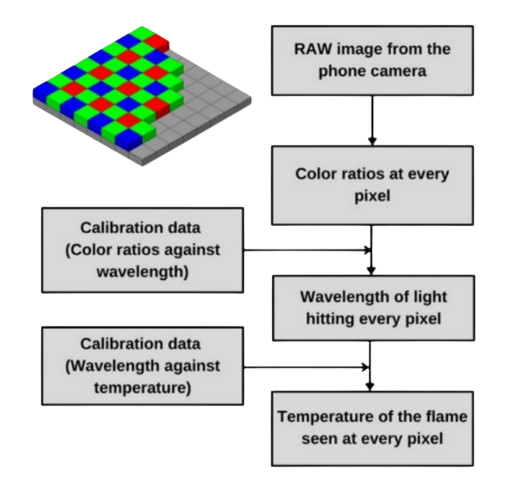 RAW image from the
phone camera
Color ratios at every
pixel
Calibration data
(Color ratios against
wavelength)
Wavelength of light
hitting every pixel
Calibration data
(Wavelength against
temperature)
Temperature of the flame
seen at every pixel